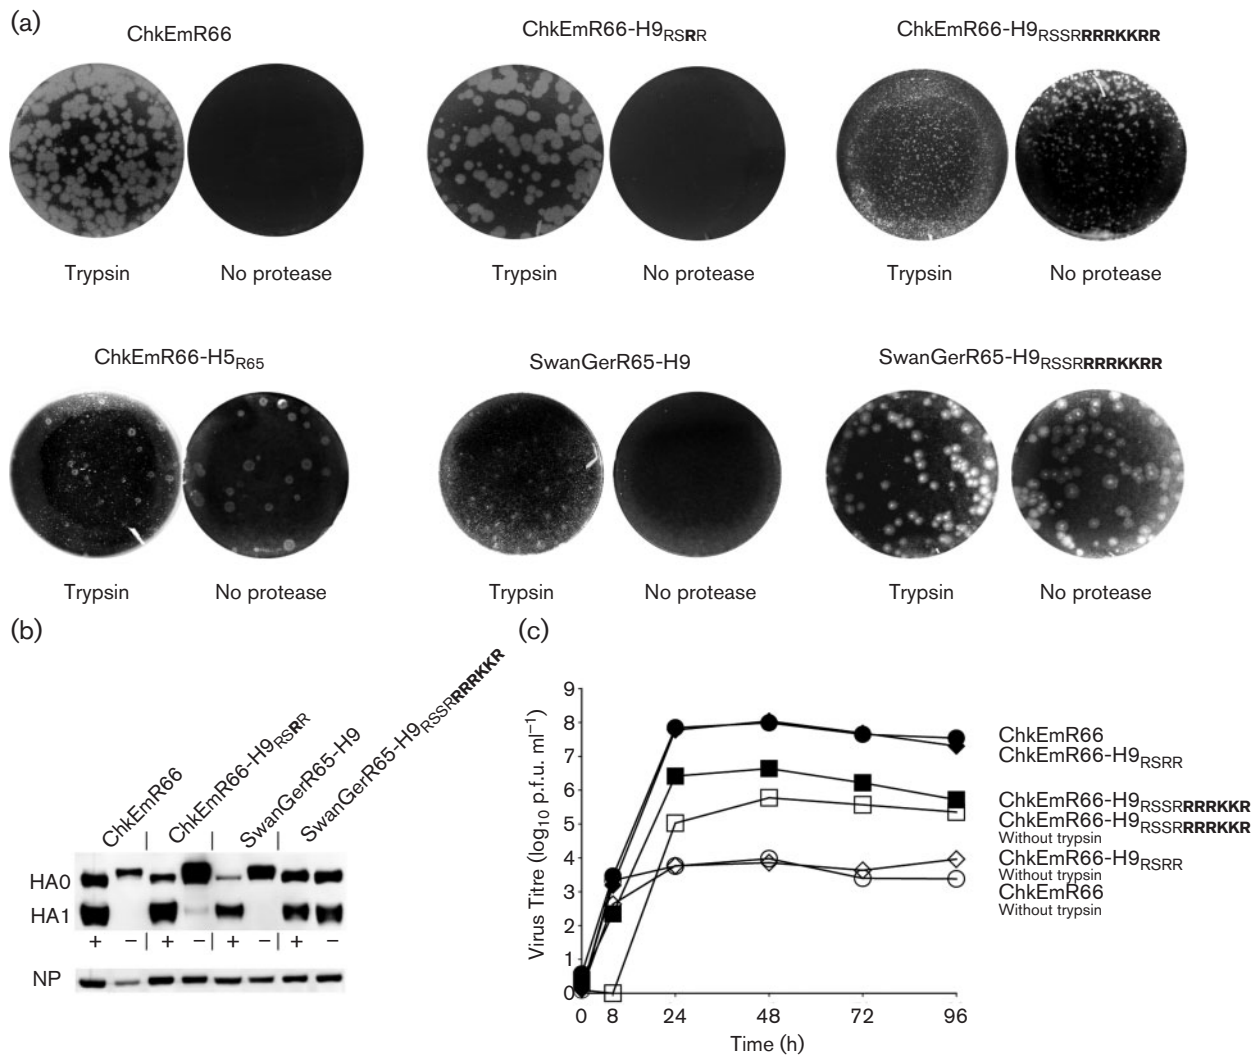 (a)
ChkEmR66
ChkEmR66-H9RSRR
ChkEmR66-H9RSSRRRRKKRR
Trypsin
No protease
Trypsin
No protease
Trypsin
No protease
ChkEmR66-H5R65
SwanGerR65-H9
SwanGerR65-H9RSSRRRRKKRR
Trypsin
No protease
Trypsin
No protease
Trypsin
No protease
(b)
ChkEmR66
ChkEmR66-H9RSRR
SwanGerR65-H9
SwanGerR65-H9RSSRRRRKKR
HA0
HA1
+ − + − + − + −
NP
(c)
Virus Titre (log10 p.f.u. ml−1)
9
8
7
6
5
4
3
2
1
0
0 8 24 48 72 96
Time (h)
ChkEmR66
ChkEmR66-H9RSRR
ChkEmR66-H9RSSRRRRKKR
ChkEmR66-H9RSSRRRRKKR
Without trypsin
ChkEmR66-H9RSRR
Without trypsin
ChkEmR66
Without trypsin